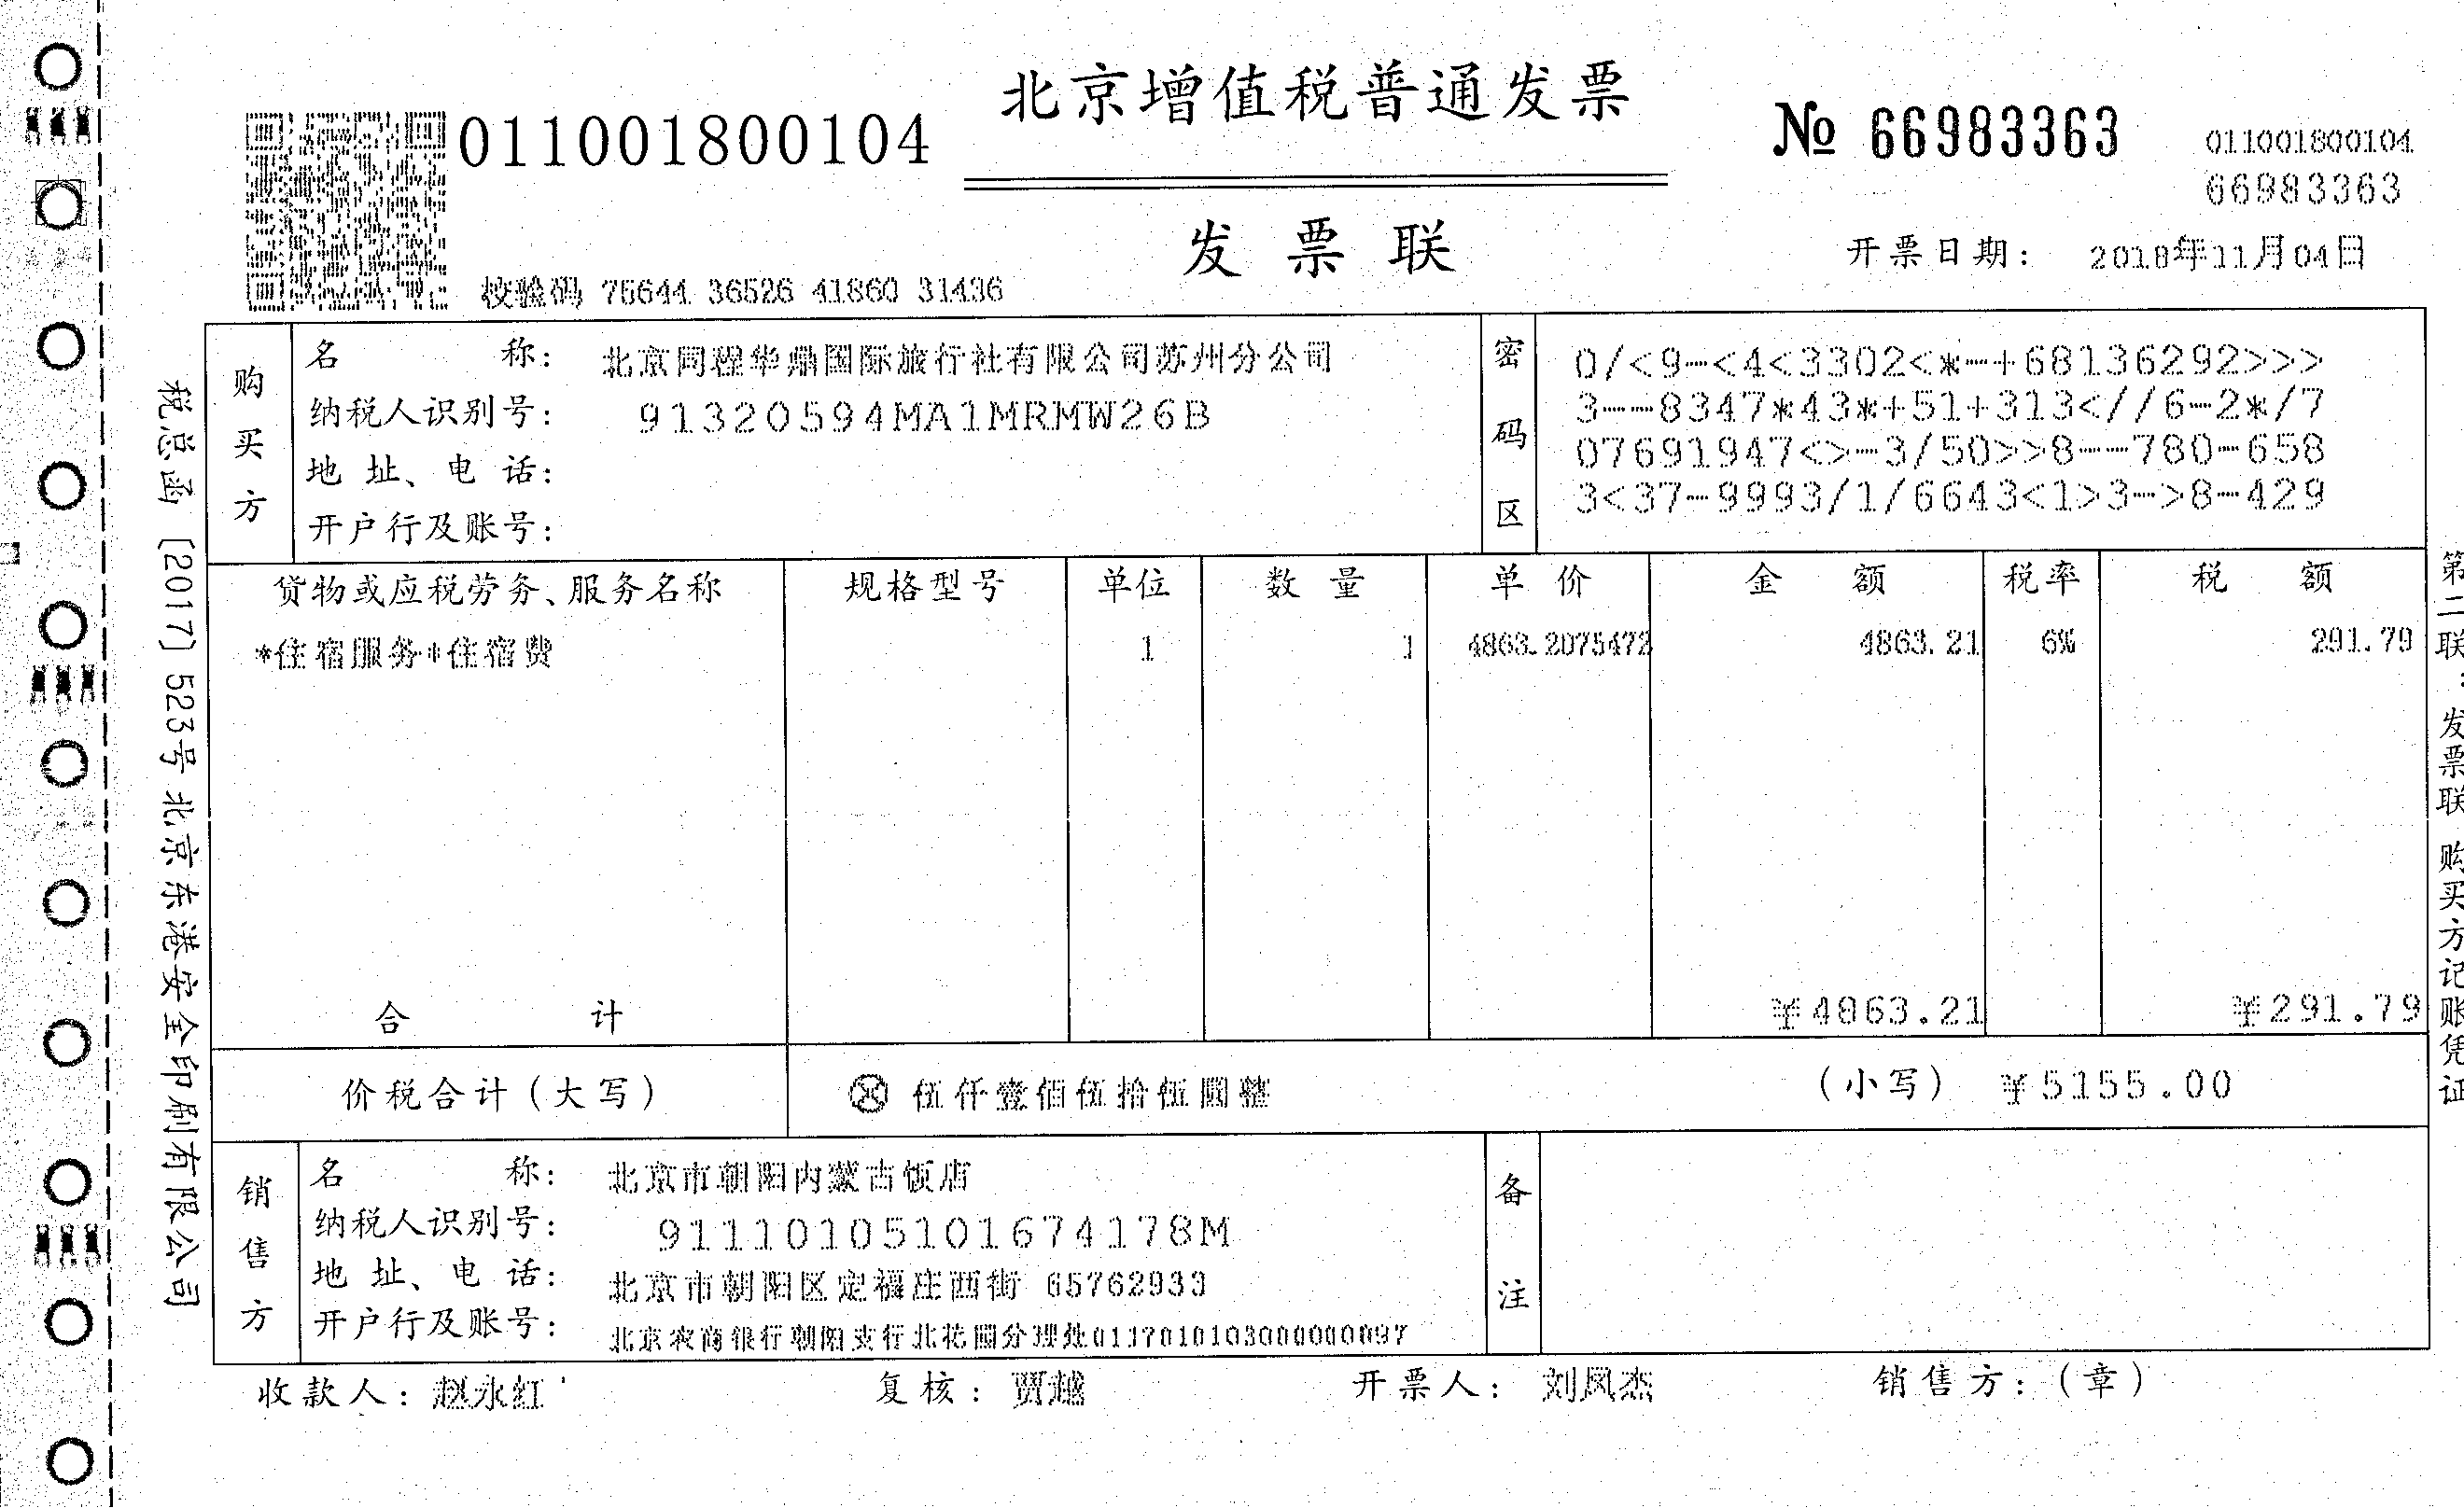 北京增值税普通发票
011001800104
№ 66983363
011001800104
66983363
发票联
开票日期: 2018年11月04日
校验码 75644 36526 41860 31436
购买方
名称: 北京同程华鼎国际旅行社有限公司苏州分公司
纳税人识别号: 91320594MA1MRMW26B
地址、电话:
开户行及账号:
密码区
0/<9-<4<3302<*-+68136292>>>
3--8347*43*+51+313<//6-2*/7
07691947<>-3/50>>8--780-658
3<37-9993/1/6643<1>3->8-429
货物或应税劳务、服务名称 规格型号 单位 数量 单价 金额 税率 税额
*住宿服务*住宿费 1 1 4863.2075472 4863.21 6% 291.79
合计 ¥4863.21 ¥291.79
价税合计(大写) ⊗ 伍仟壹佰伍拾伍圆整 (小写) ¥5155.00
销售方
名称: 北京市朝阳内蒙古饭店
纳税人识别号: 91110105101674178M
地址、电话: 北京市朝阳区定福庄西街 65762933
开户行及账号: 北京农商银行朝阳支行北花园分理处0117010103000000097
备注
收款人: 赵永红 复核: 贾越 开票人: 刘凤杰 销售方:(章)
税总函〔2017〕523号北京东港安全印刷有限公司
第二联:发票联 购买方记账凭证